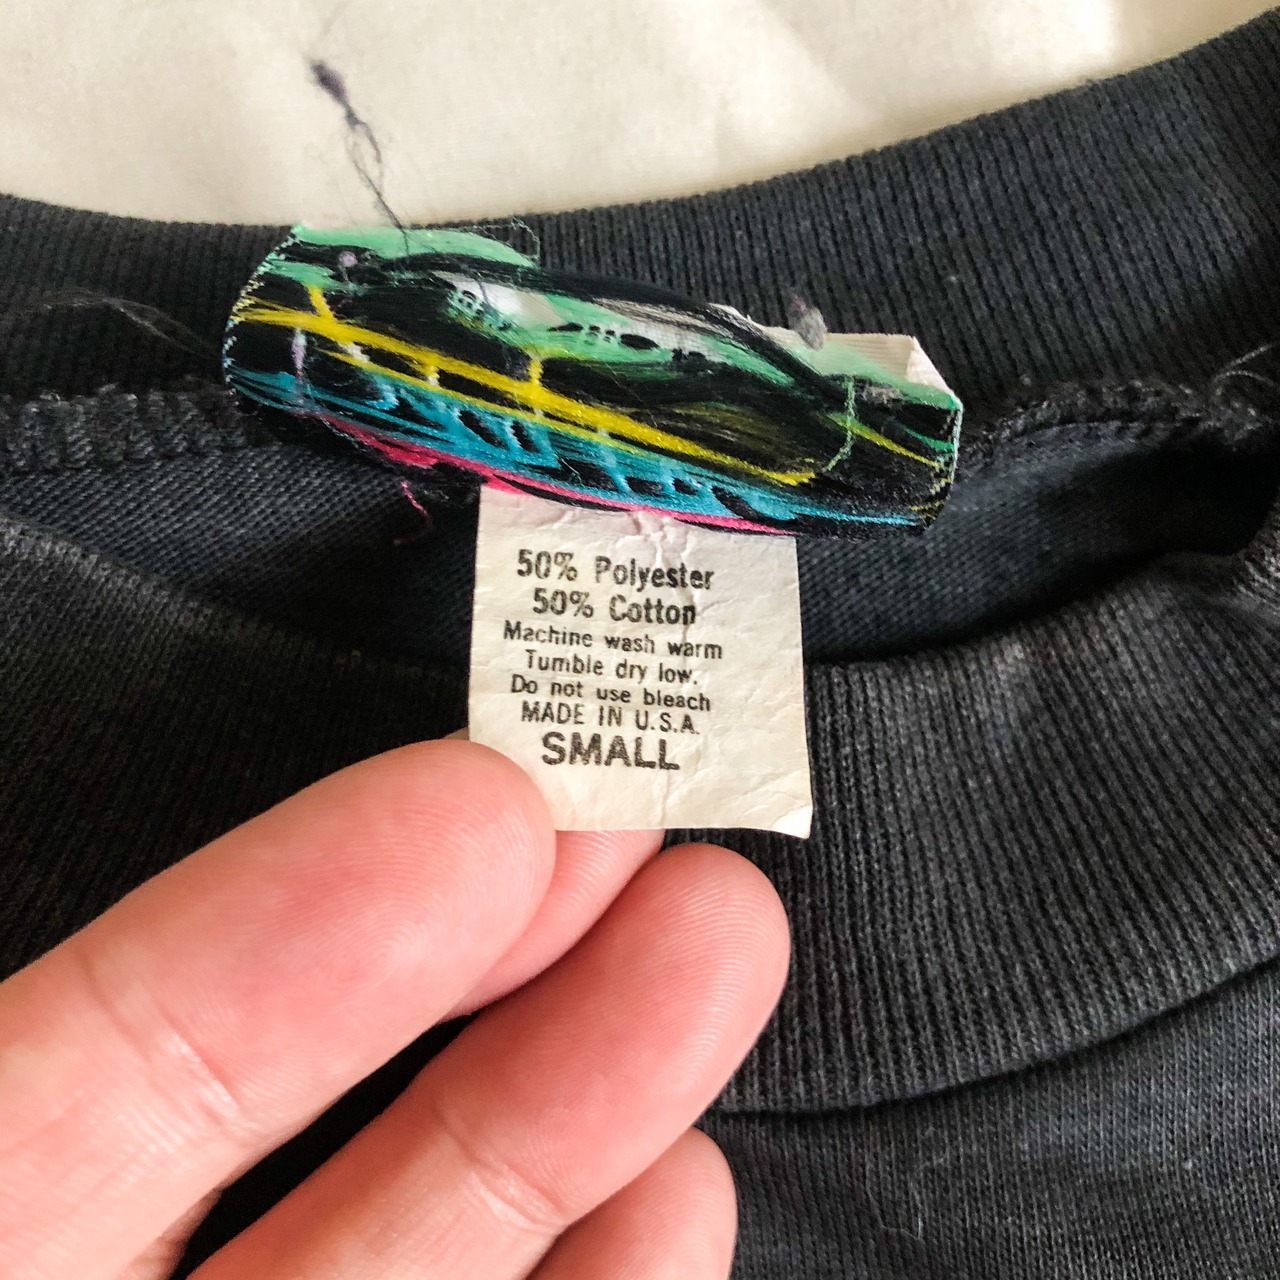 50% Polyester
50% Cotton
Machine wash warm
Tumble dry low.
Do not use bleach
MADE IN U.S.A.
SMALL